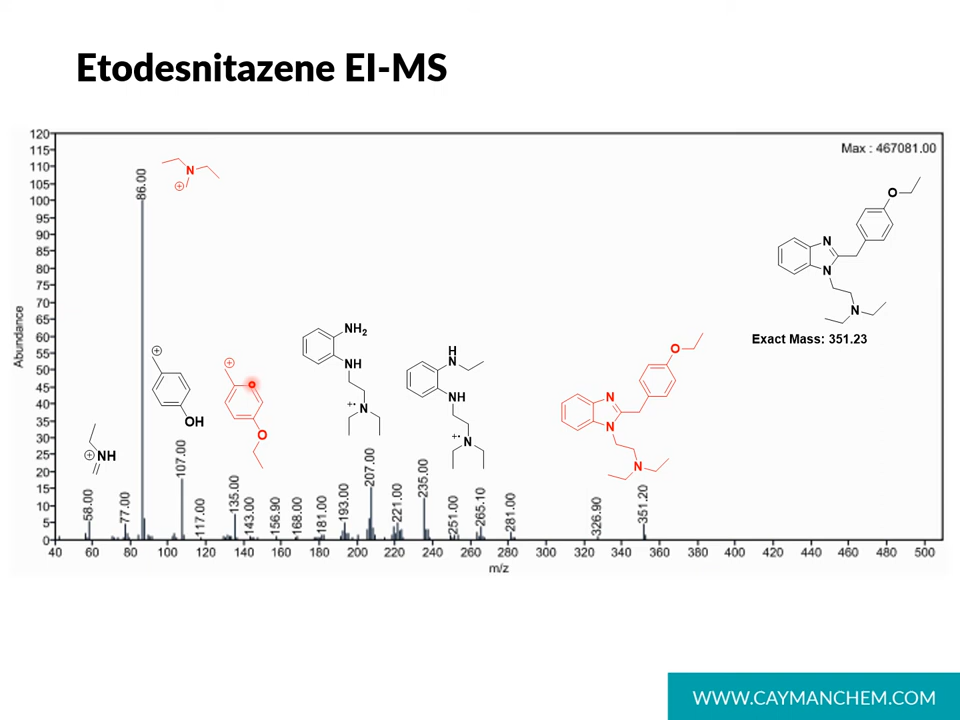 Etodesnitazene EI-MS
Abundance
120
115
110
105
100
95
90
85
80
75
70
65
60
55
50
45
40
35
30
25
20
15
10
5
0
Max : 467081.00
86.00
N
⊕
O
N
N
N
Exact Mass: 351.23
NH₂
NH
N
+•
H
N
NH
N
+•
⊕
OH
⊕
O
⊕NH
O
N
N
N
58.00
77.00
107.00
117.00
135.00
143.00
156.90
168.00
181.00
193.00
207.00
221.00
235.00
251.00
265.10
281.00
326.90
351.20
40 60 80 100 120 140 160 180 200 220 240 260 280 300 320 340 360 380 400 420 440 460 480 500
m/z
WWW.CAYMANCHEM.COM